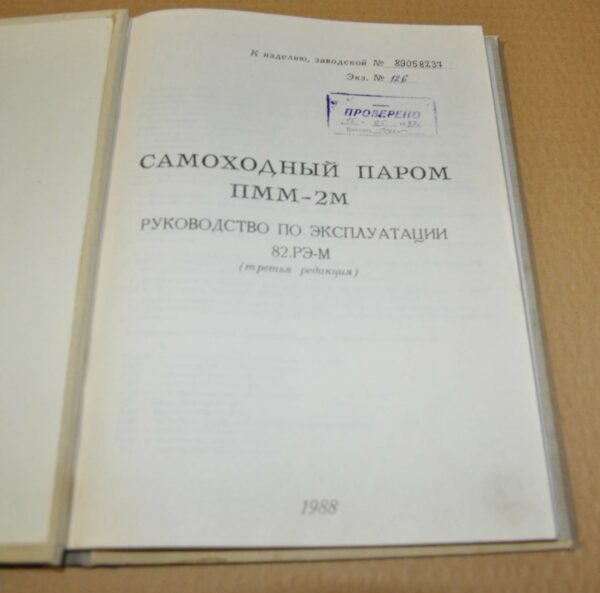 К изделию, заводской № 89058237
Экз. № 126
ПРОВЕРЕНО
САМОХОДНЫЙ ПАРОМ
ПММ-2М
РУКОВОДСТВО ПО ЭКСПЛУАТАЦИИ
82.РЭ-М
(третья редакция)
1988